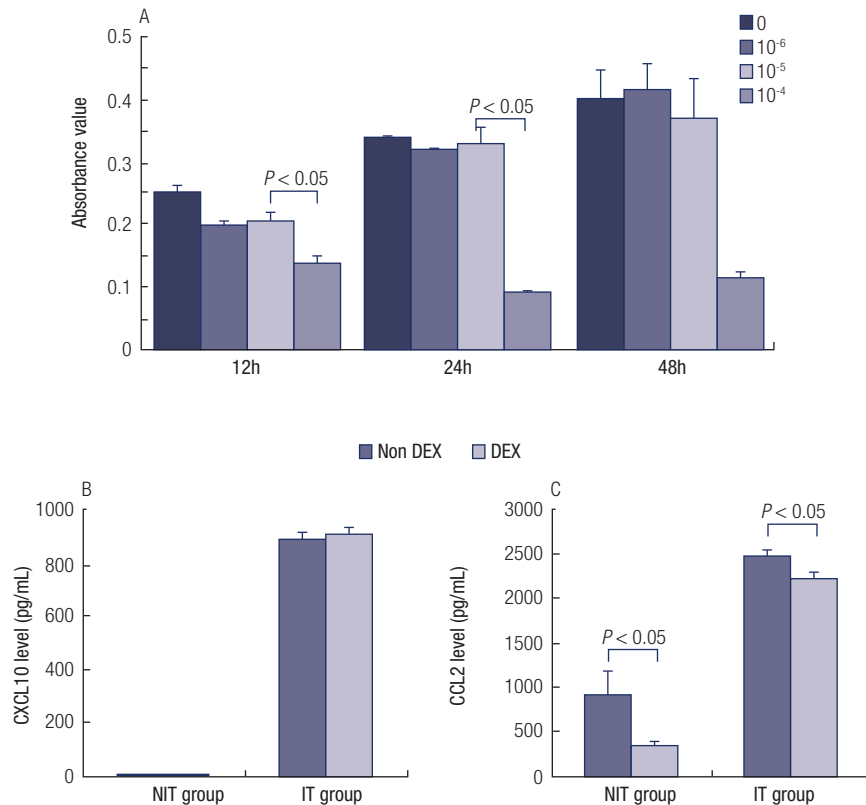 A
0
10⁻⁶
10⁻⁵
10⁻⁴
Absorbance value
0.5
0.4
0.3
0.2
0.1
0
P < 0.05
P < 0.05
12h
24h
48h
Non DEX
DEX
B
CXCL10 level (pg/mL)
1000
800
600
400
200
0
NIT group
IT group
C
CCL2 level (pg/mL)
3000
2500
2000
1500
1000
500
0
P < 0.05
P < 0.05
NIT group
IT group